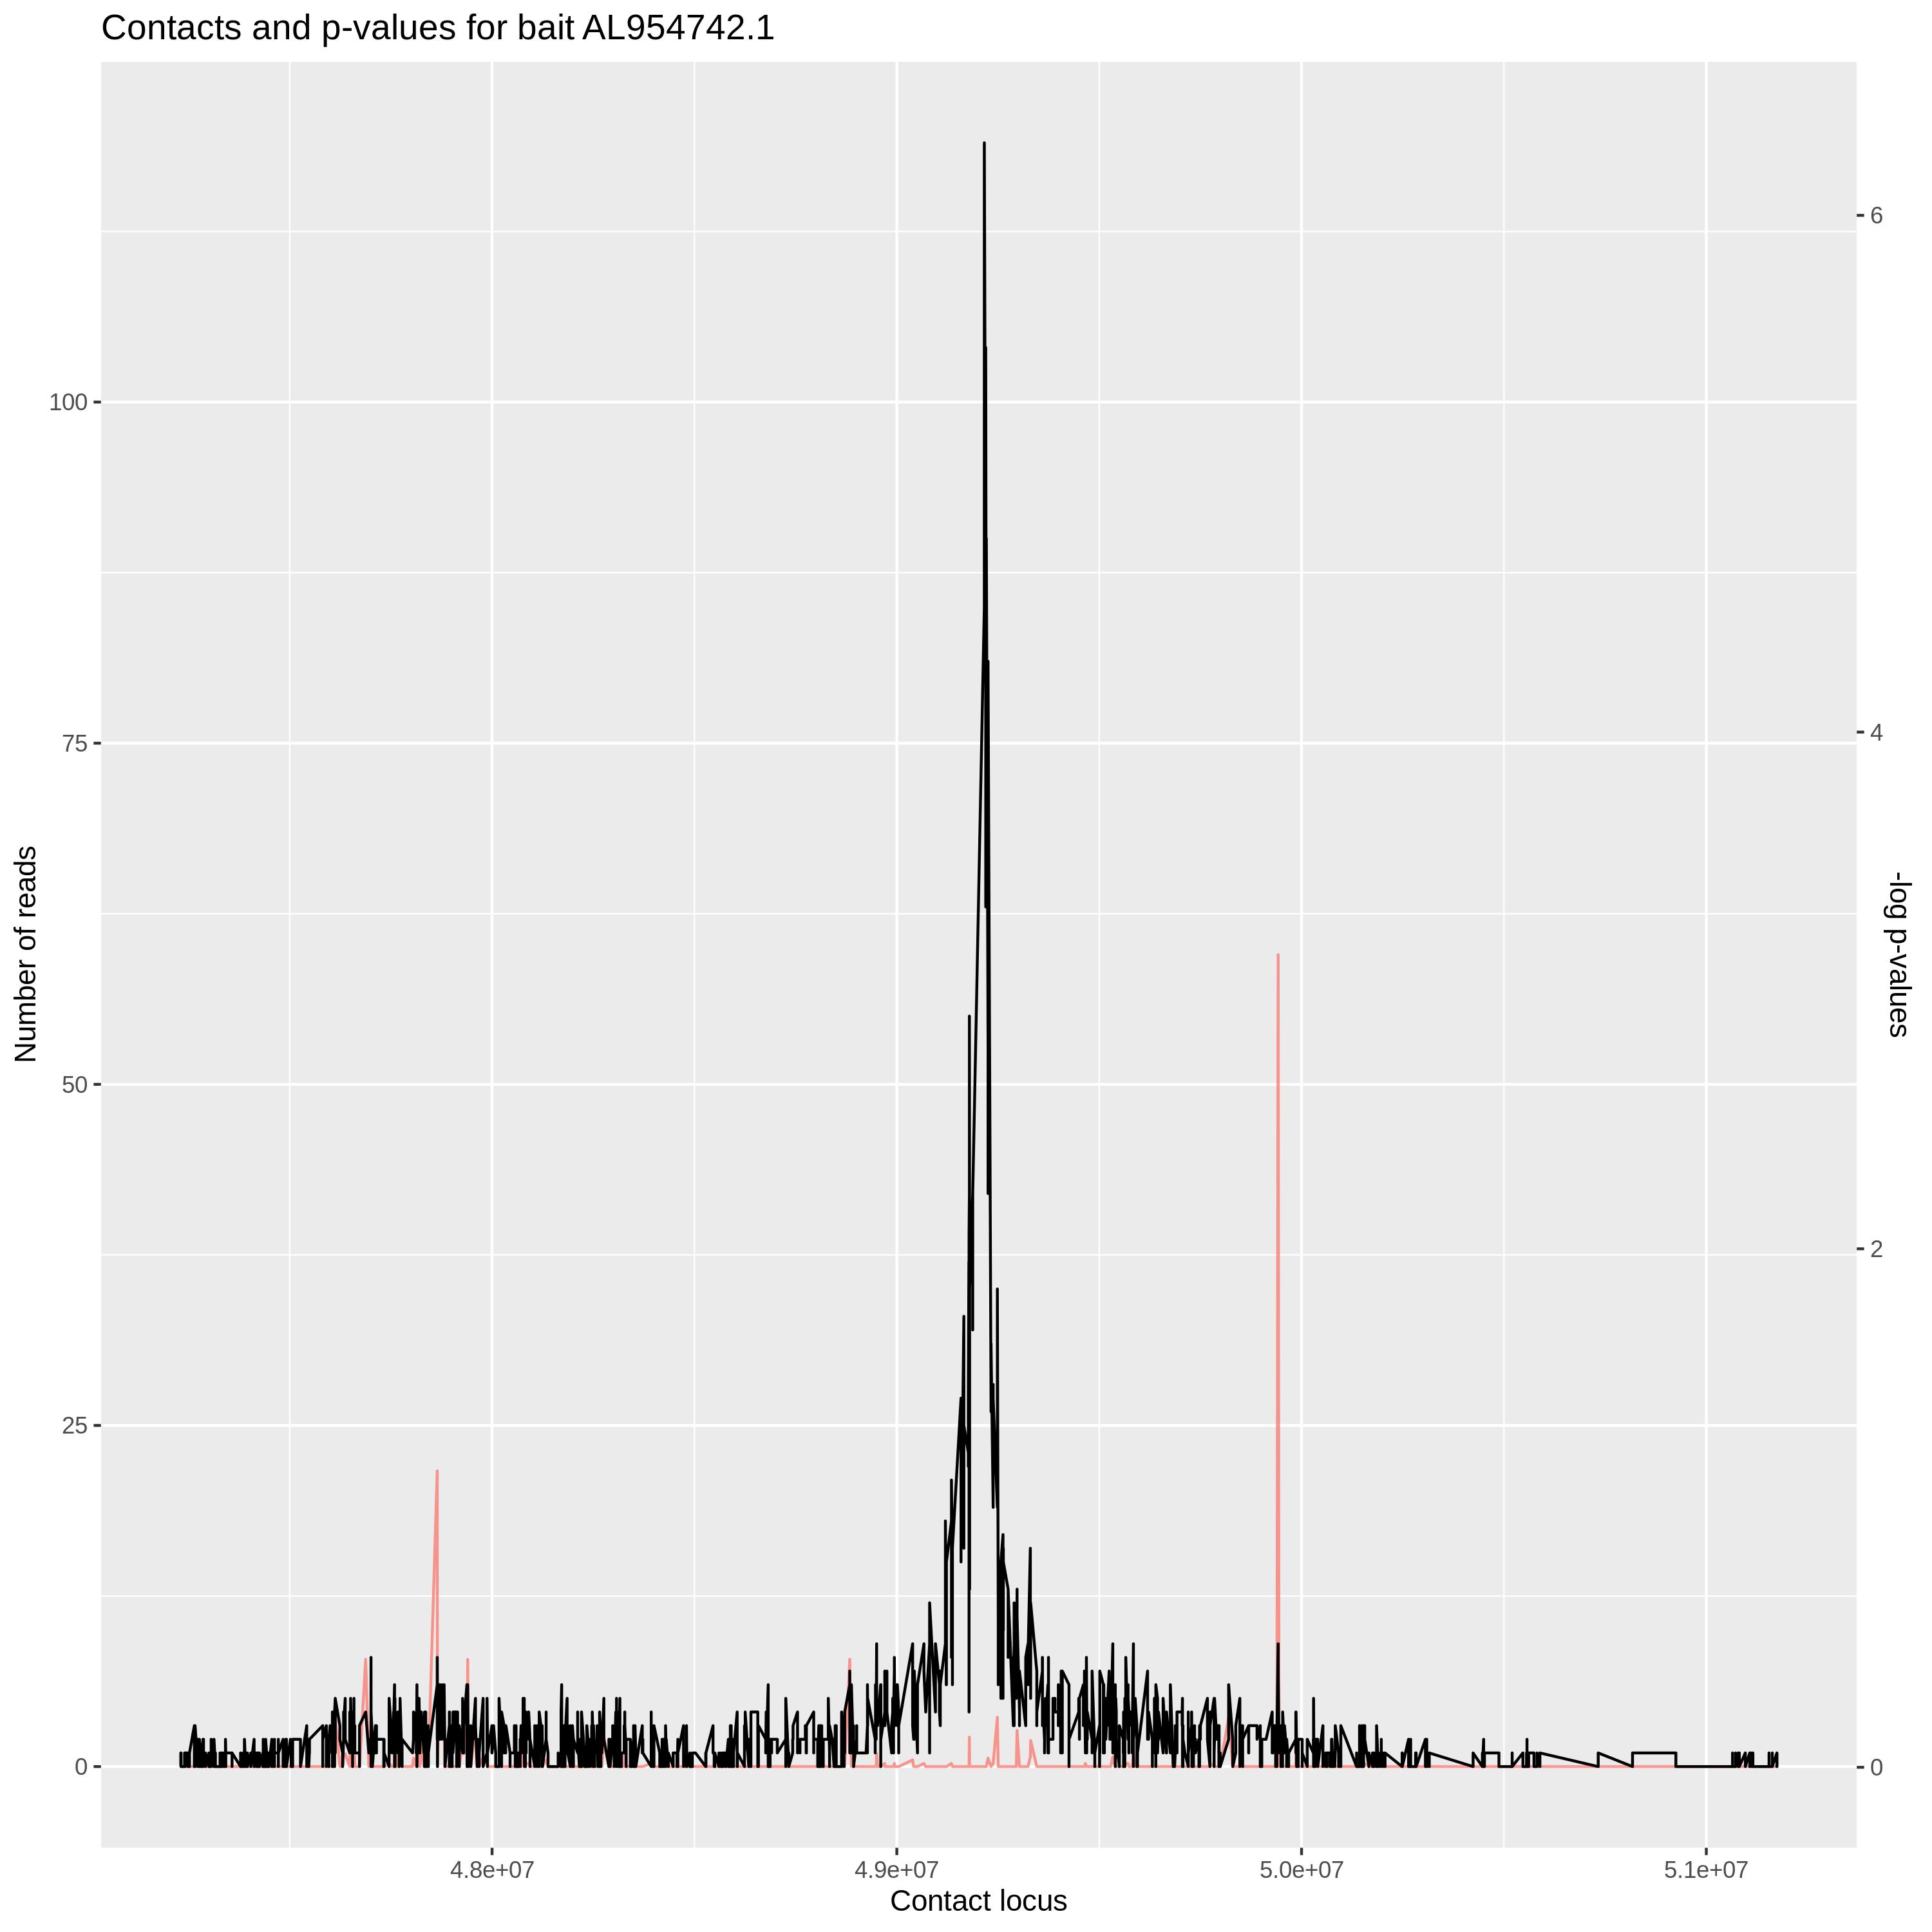 Contacts and p-values for bait AL954742.1
100
75
50
25
0
Number of reads
6
4
2
0
-log p-values
4.8e+07 4.9e+07 5.0e+07 5.1e+07
Contact locus